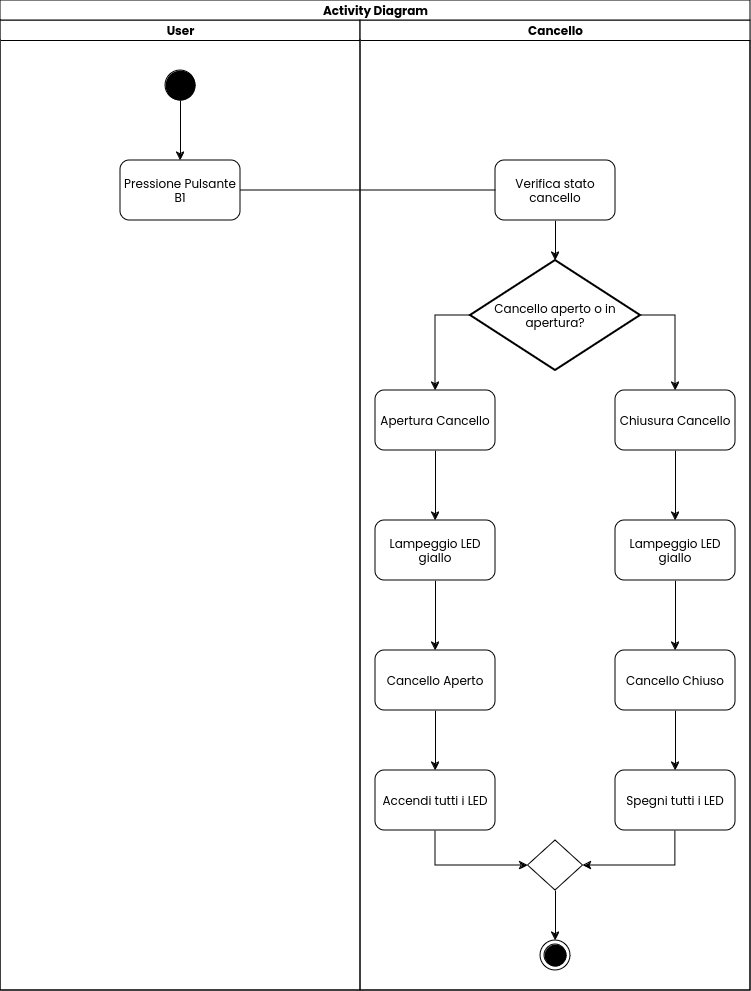 Activity Diagram
User
Cancello
Pressione Pulsante
B1
Verifica stato
cancello
Cancello aperto o in
apertura?
Apertura Cancello
Chiusura Cancello
Lampeggio LED
giallo
Lampeggio LED
giallo
Cancello Aperto
Cancello Chiuso
Accendi tutti i LED
Spegni tutti i LED